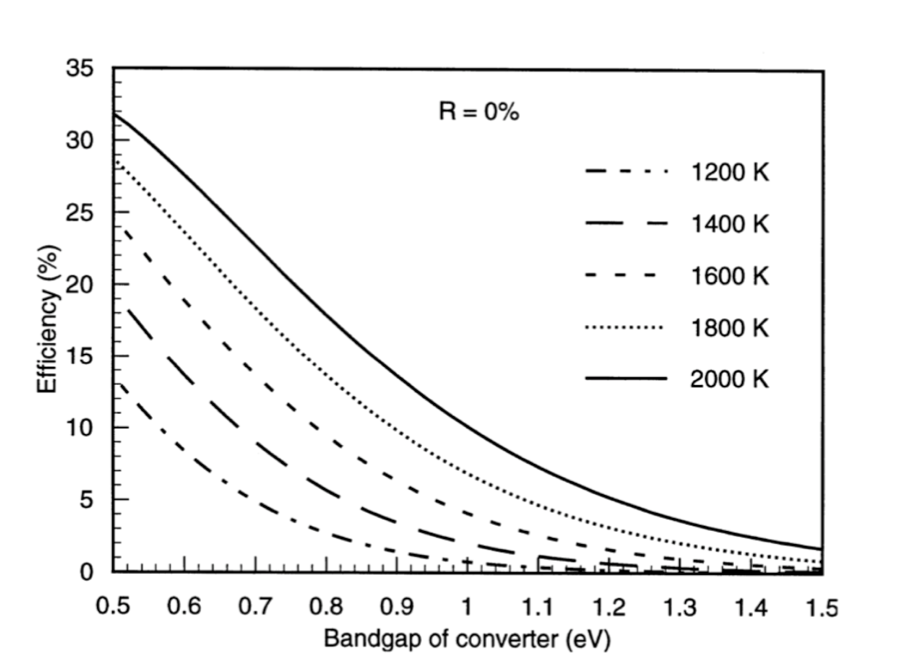 35
R = 0%
30
1200 K
25
1400 K
1600 K
20
1800 K
15
2000 K
10
5
0
Efficiency (%)
0.5 0.6 0.7 0.8 0.9 1 1.1 1.2 1.3 1.4 1.5
Bandgap of converter (eV)